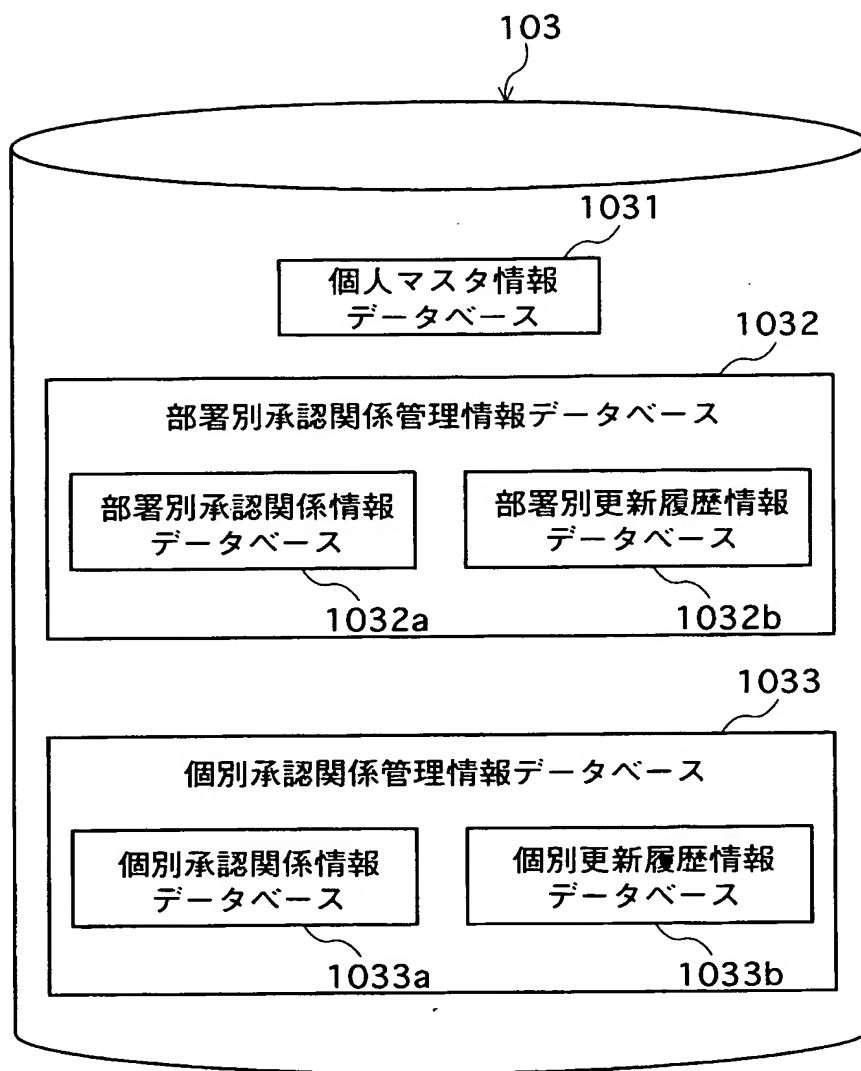 103
1031
個人マスタ情報
データベース
1032
部署別承認関係管理情報データベース
部署別承認関係情報
データベース
部署別更新履歴情報
データベース
1032a
1032b
1033
個別承認関係管理情報データベース
個別承認関係情報
データベース
個別更新履歴情報
データベース
1033a
1033b